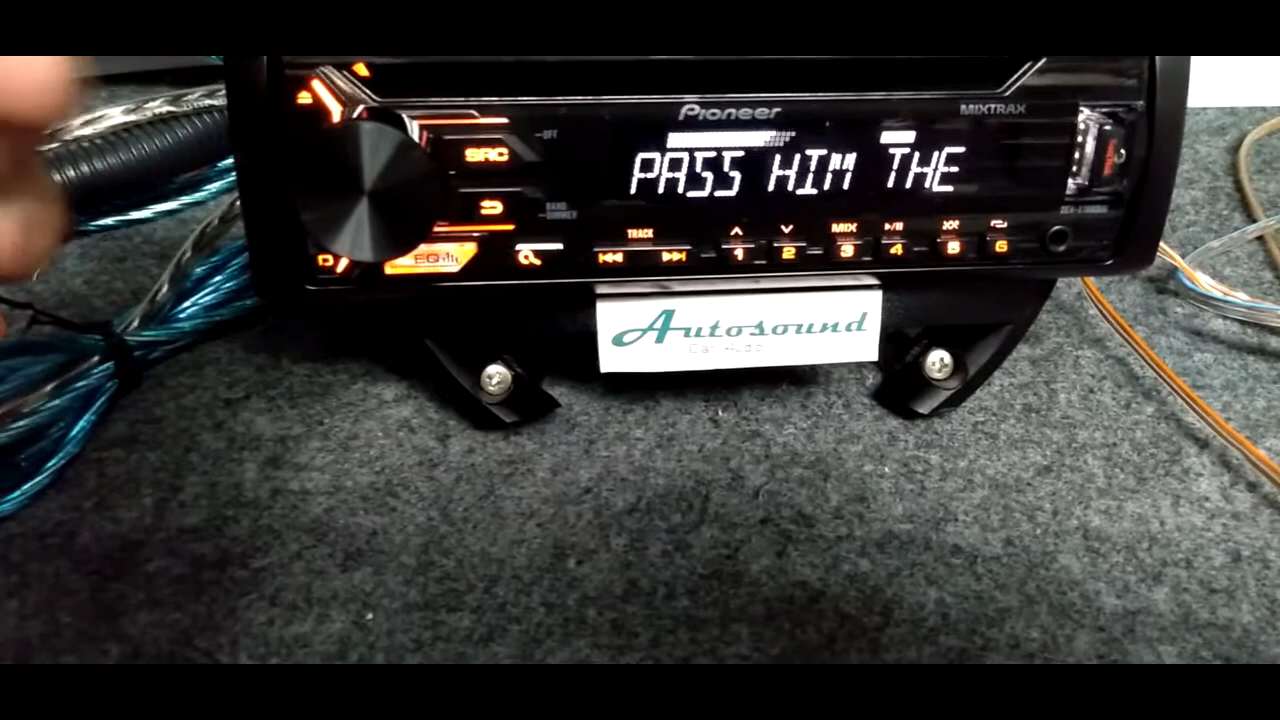 Pioneer
MIXTRAX
OFF
SRC
PASS HIM THE
BAND
DIMMER
TRACK
MIX
EQ
1 2 3 4 5 6
D
Autosound
Car Audio